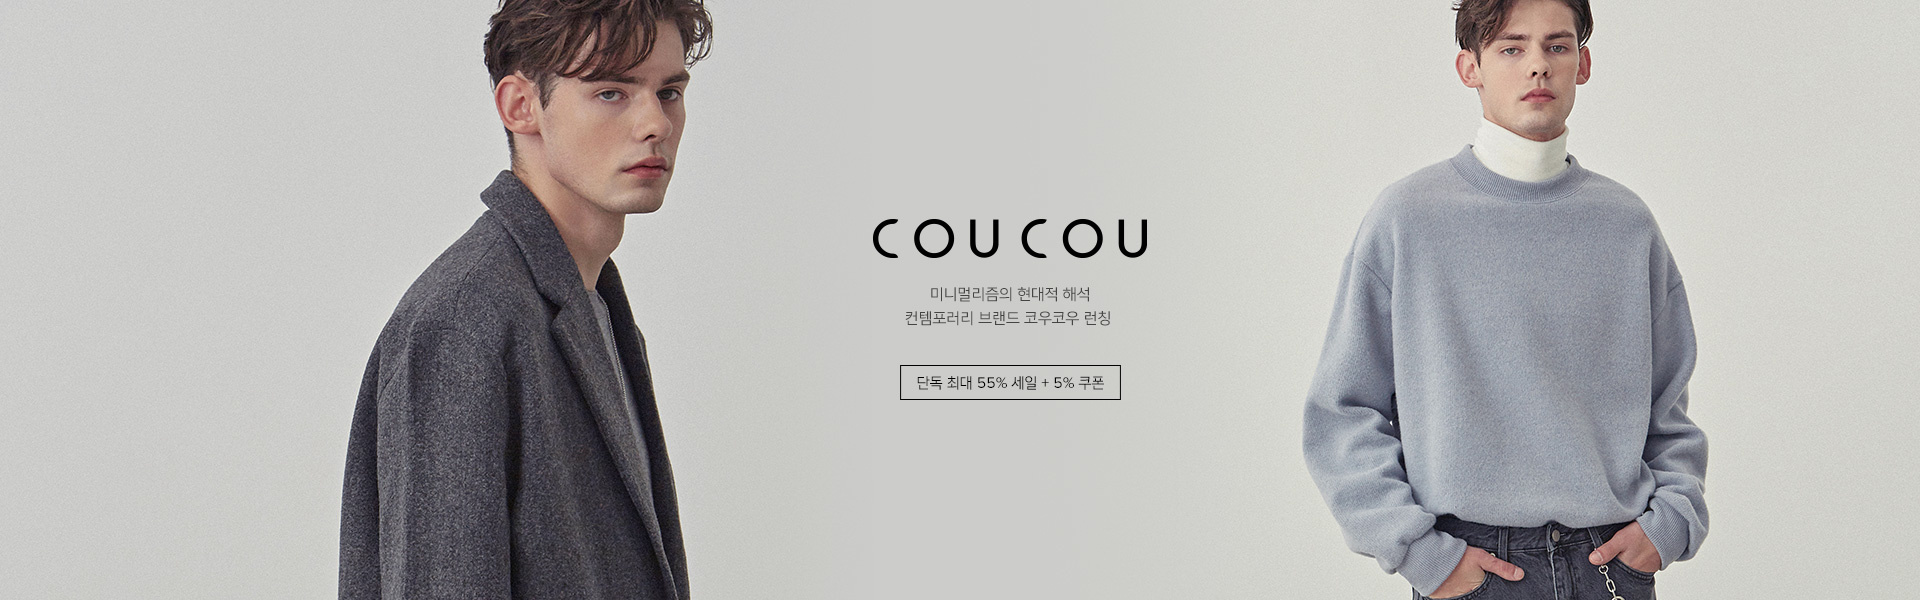 COUCOU
미니멀리즘의 현대적 해석
컨템포러리 브랜드 코우코우 런칭
단독 최대 55% 세일 + 5% 쿠폰